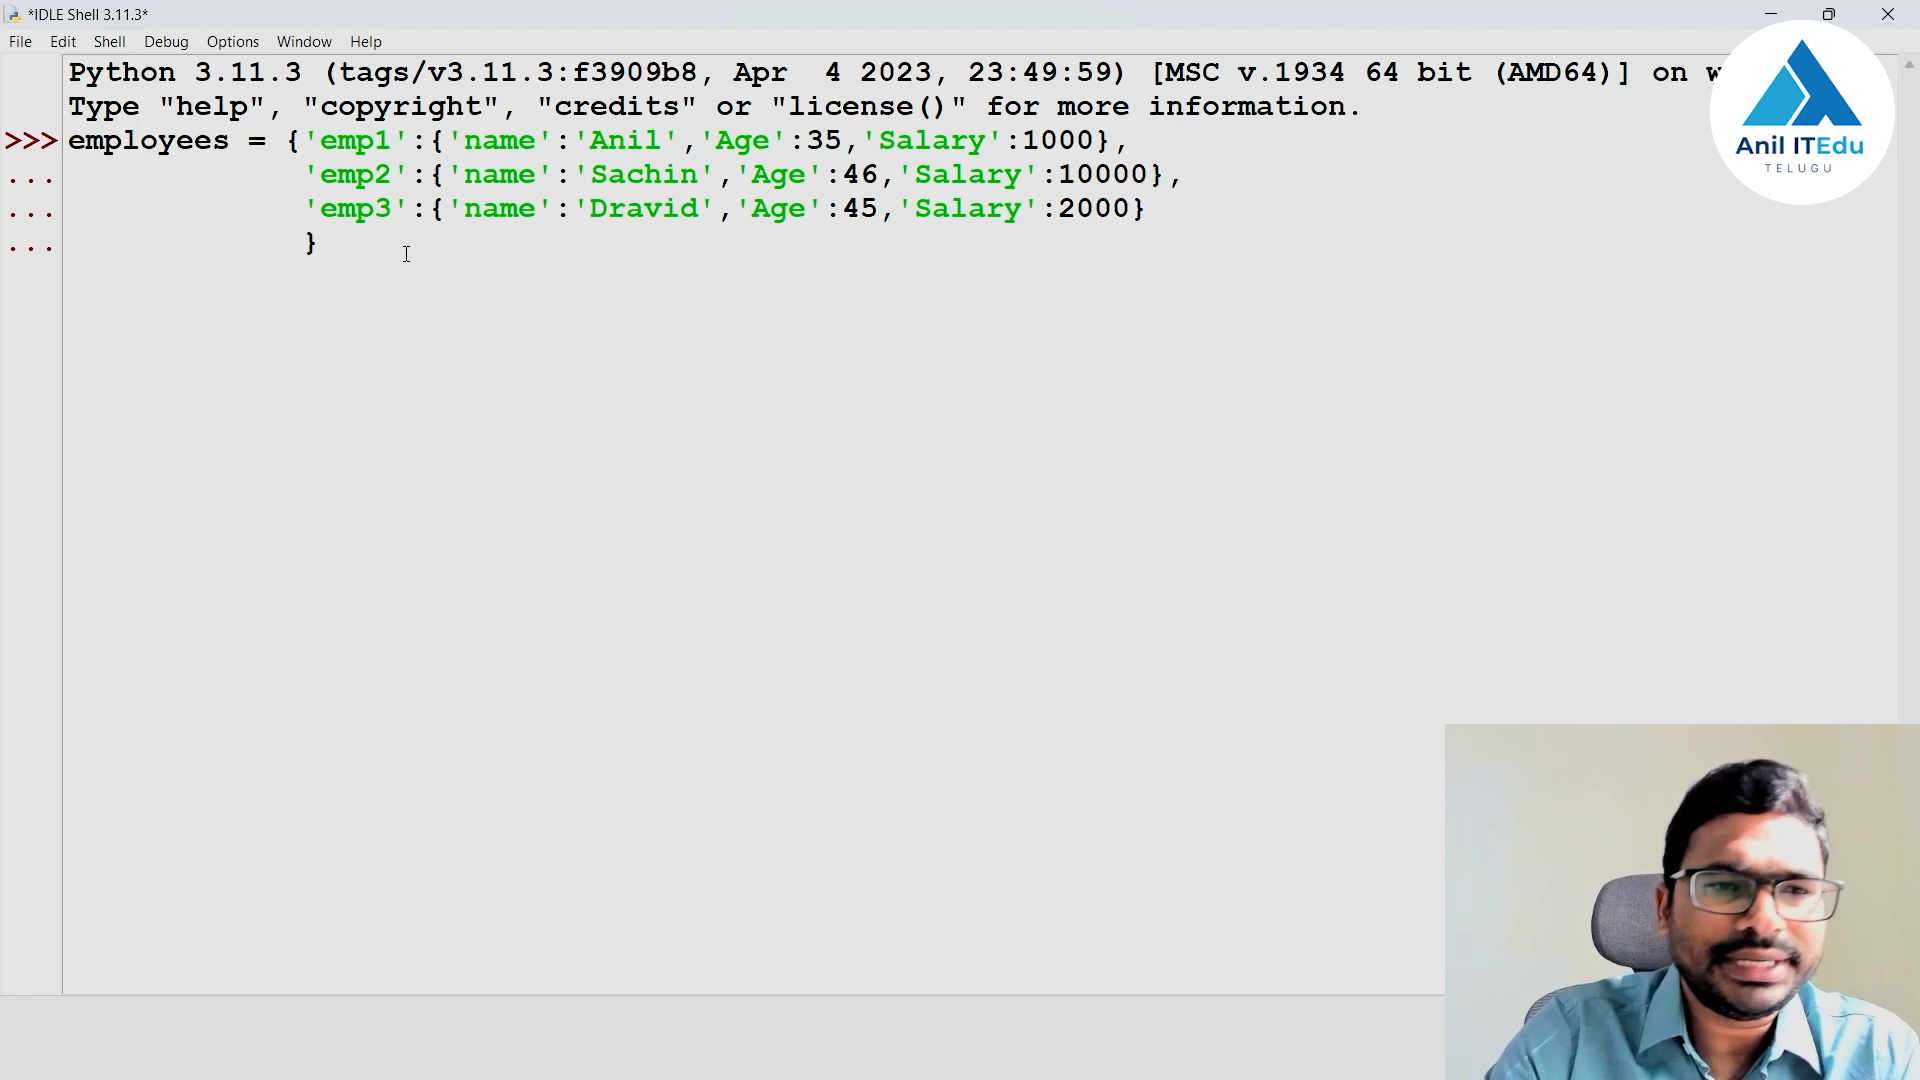 *IDLE Shell 3.11.3*
File Edit Shell Debug Options Window Help
Python 3.11.3 (tags/v3.11.3:f3909b8, Apr  4 2023, 23:49:59) [MSC v.1934 64 bit (AMD64)] on
Type "help", "copyright", "credits" or "license()" for more information.
>>> employees = {'emp1':{'name':'Anil','Age':35,'Salary':1000},
... 'emp2':{'name':'Sachin','Age':46,'Salary':10000},
... 'emp3':{'name':'Dravid','Age':45,'Salary':2000}
... }
Anil ITEdu
TELUGU